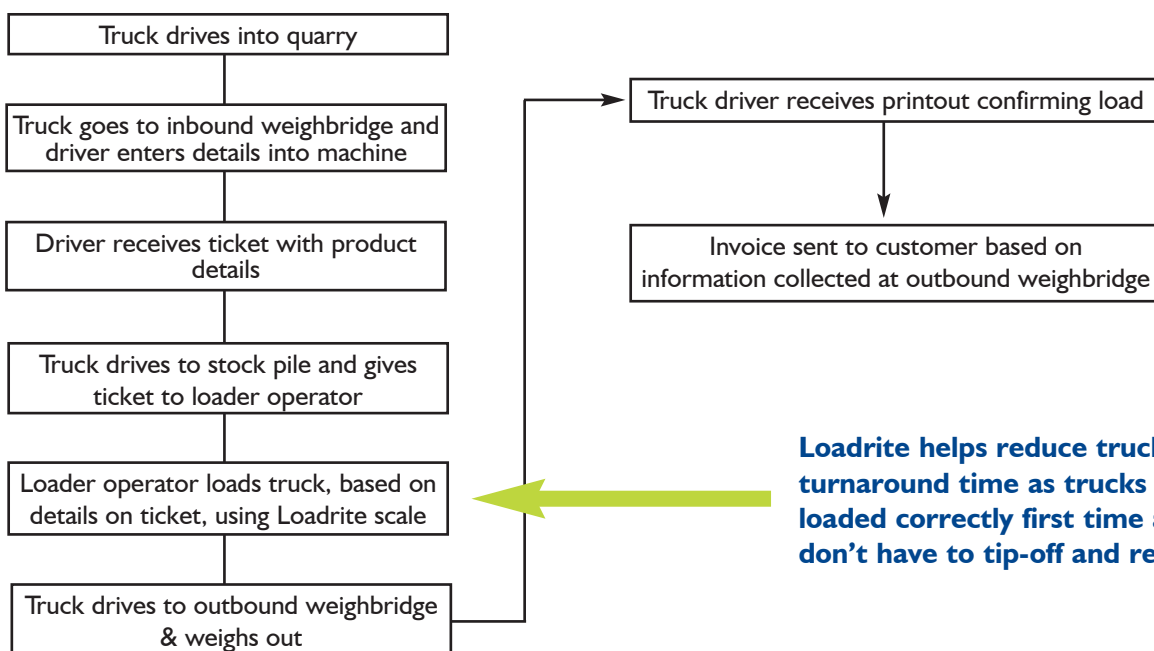 Truck drives into quarry
Truck goes to inbound weighbridge and
driver enters details into machine
Driver receives ticket with product
details
Truck drives to stock pile and gives
ticket to loader operator
Loader operator loads truck, based on
details on ticket, using Loadrite scale
Truck drives to outbound weighbridge
& weighs out
Truck driver receives printout confirming load
Invoice sent to customer based on
information collected at outbound weighbridge
Loadrite helps reduce truck
turnaround time as trucks
loaded correctly first time
don’t have to tip-off and